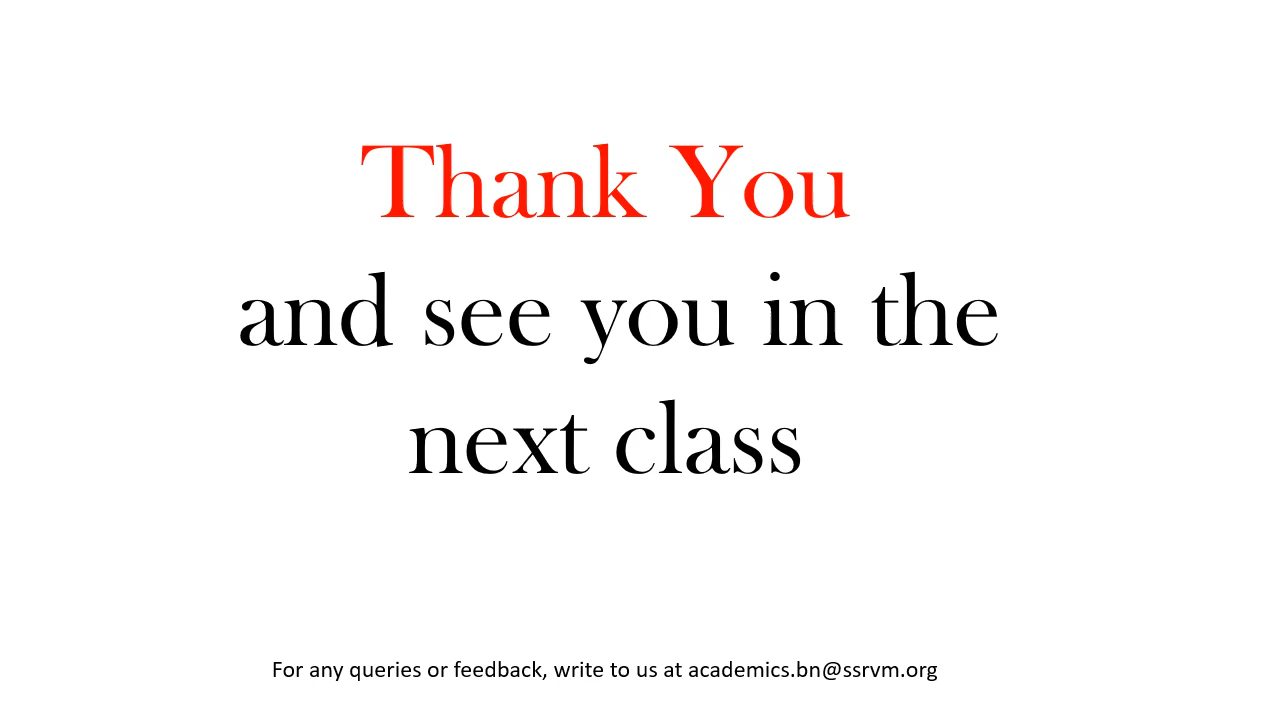 Thank You
and see you in the
next class
For any queries or feedback, write to us at academics.bn@ssrvm.org